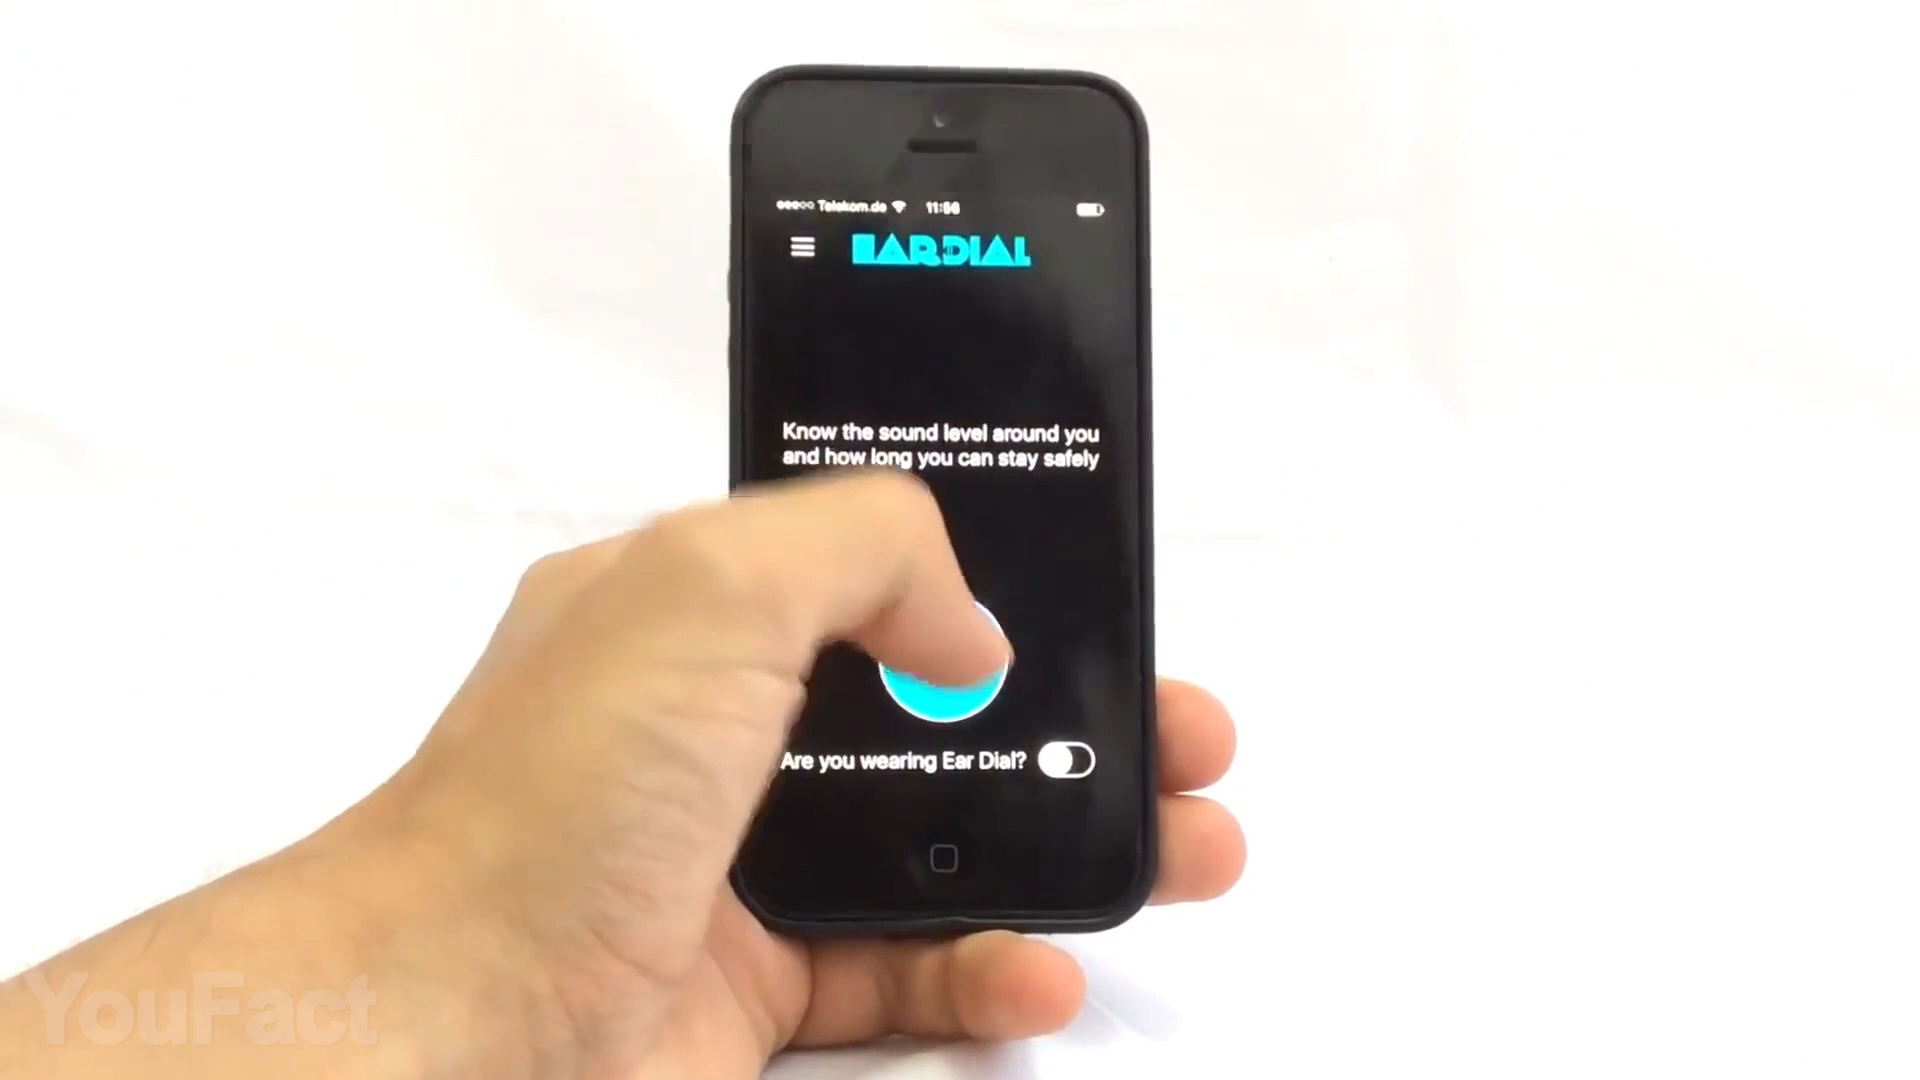 Telekom.de 11:56
EARDIAL
Know the sound level around you
and how long you can stay safely
Are you wearing Ear Dial?
YouFact